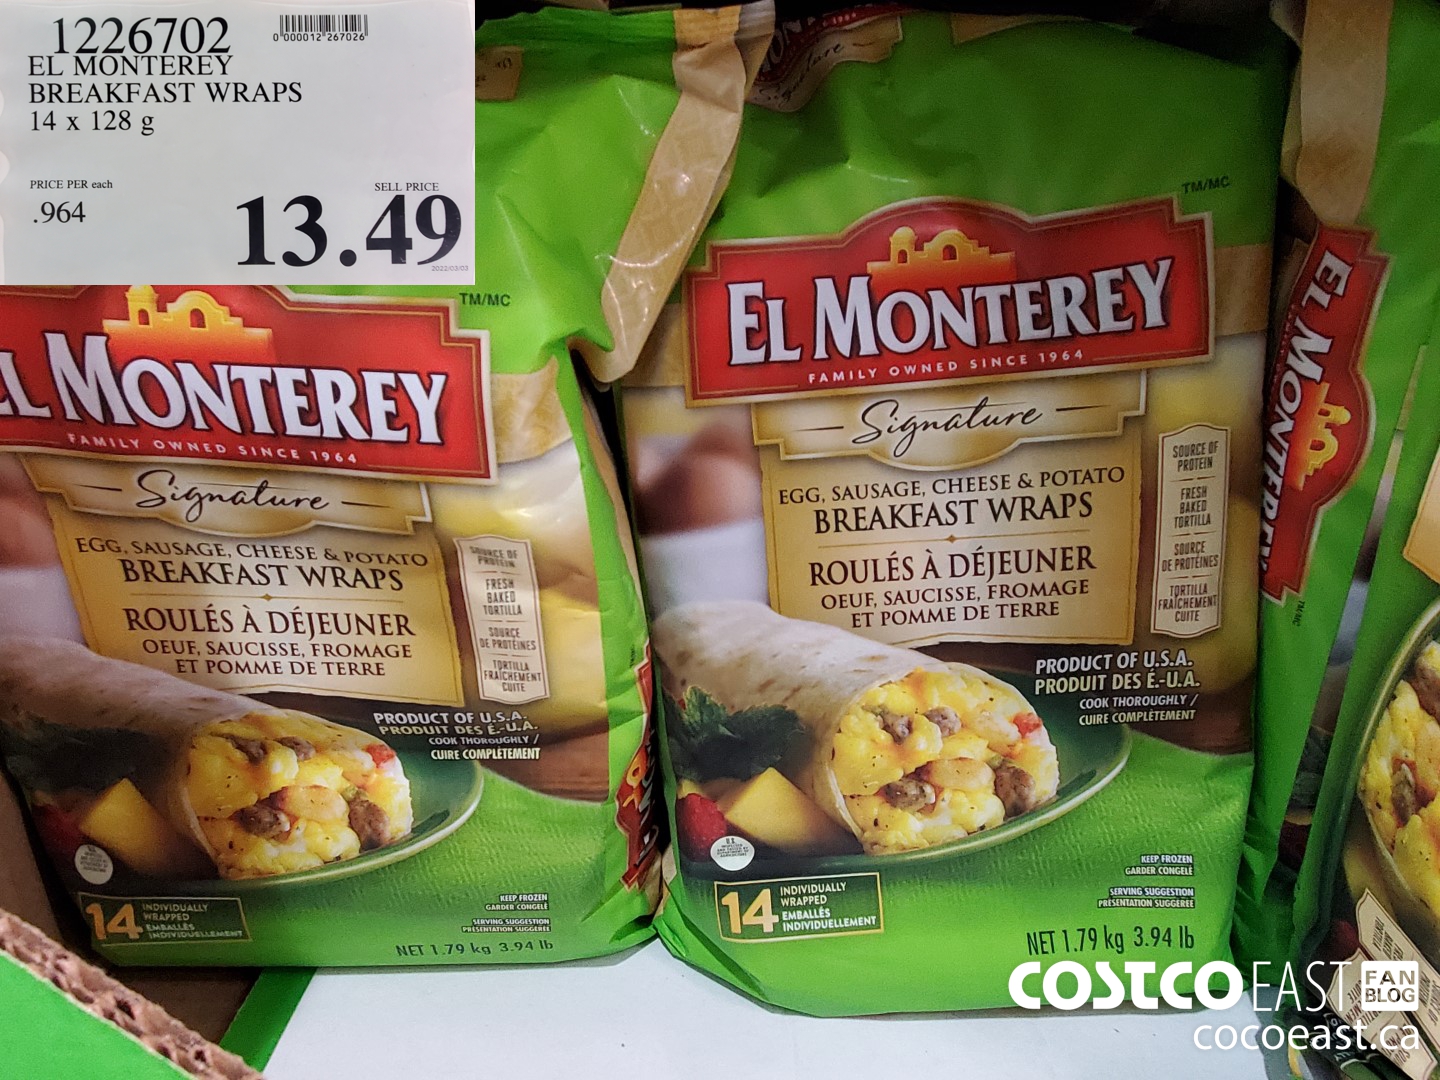 1226702
0 000012 267026
EL MONTEREY
BREAKFAST WRAPS
14 x 128 g
PRICE PER each
.964
SELL PRICE
13.49
2022/03/03
TM/MC
EL MONTEREY
FAMILY OWNED SINCE 1964
Signature
EGG, SAUSAGE, CHEESE & POTATO
BREAKFAST WRAPS
ROULÉS À DÉJEUNER
OEUF, SAUCISSE, FROMAGE
ET POMME DE TERRE
SOURCE OF
PROTEIN
FRESH
BAKED
TORTILLA
SOURCE
DE PROTÉINES
TORTILLA
FRAÎCHEMENT
CUITE
PRODUCT OF U.S.A.
PRODUIT DES É.-U.A.
COOK THOROUGHLY /
CUIRE COMPLÈTEMENT
14 INDIVIDUALLY
WRAPPED
EMBALLÉS
INDIVIDUELLEMENT
KEEP FROZEN
GARDER CONGELÉ
SERVING SUGGESTION
PRÉSENTATION SUGGÉRÉE
NET 1.79 kg 3.94 lb
TM/MC
EL MONTEREY
FAMILY OWNED SINCE 1964
Signature
EGG, SAUSAGE, CHEESE & POTATO
BREAKFAST WRAPS
ROULÉS À DÉJEUNER
OEUF, SAUCISSE, FROMAGE
ET POMME DE TERRE
SOURCE OF
PROTEIN
FRESH
BAKED
TORTILLA
SOURCE
DE PROTÉINES
TORTILLA
FRAÎCHEMENT
CUITE
PRODUCT OF U.S.A.
PRODUIT DES É.-U.A.
COOK THOROUGHLY /
CUIRE COMPLÈTEMENT
14 INDIVIDUALLY
WRAPPED
EMBALLÉS
INDIVIDUELLEMENT
KEEP FROZEN
GARDER CONGELÉ
SERVING SUGGESTION
PRÉSENTATION SUGGÉRÉE
NET 1.79 kg 3.94 lb
EL MONTEREY
COSTCO EAST FAN
BLOG
cocoeast.ca